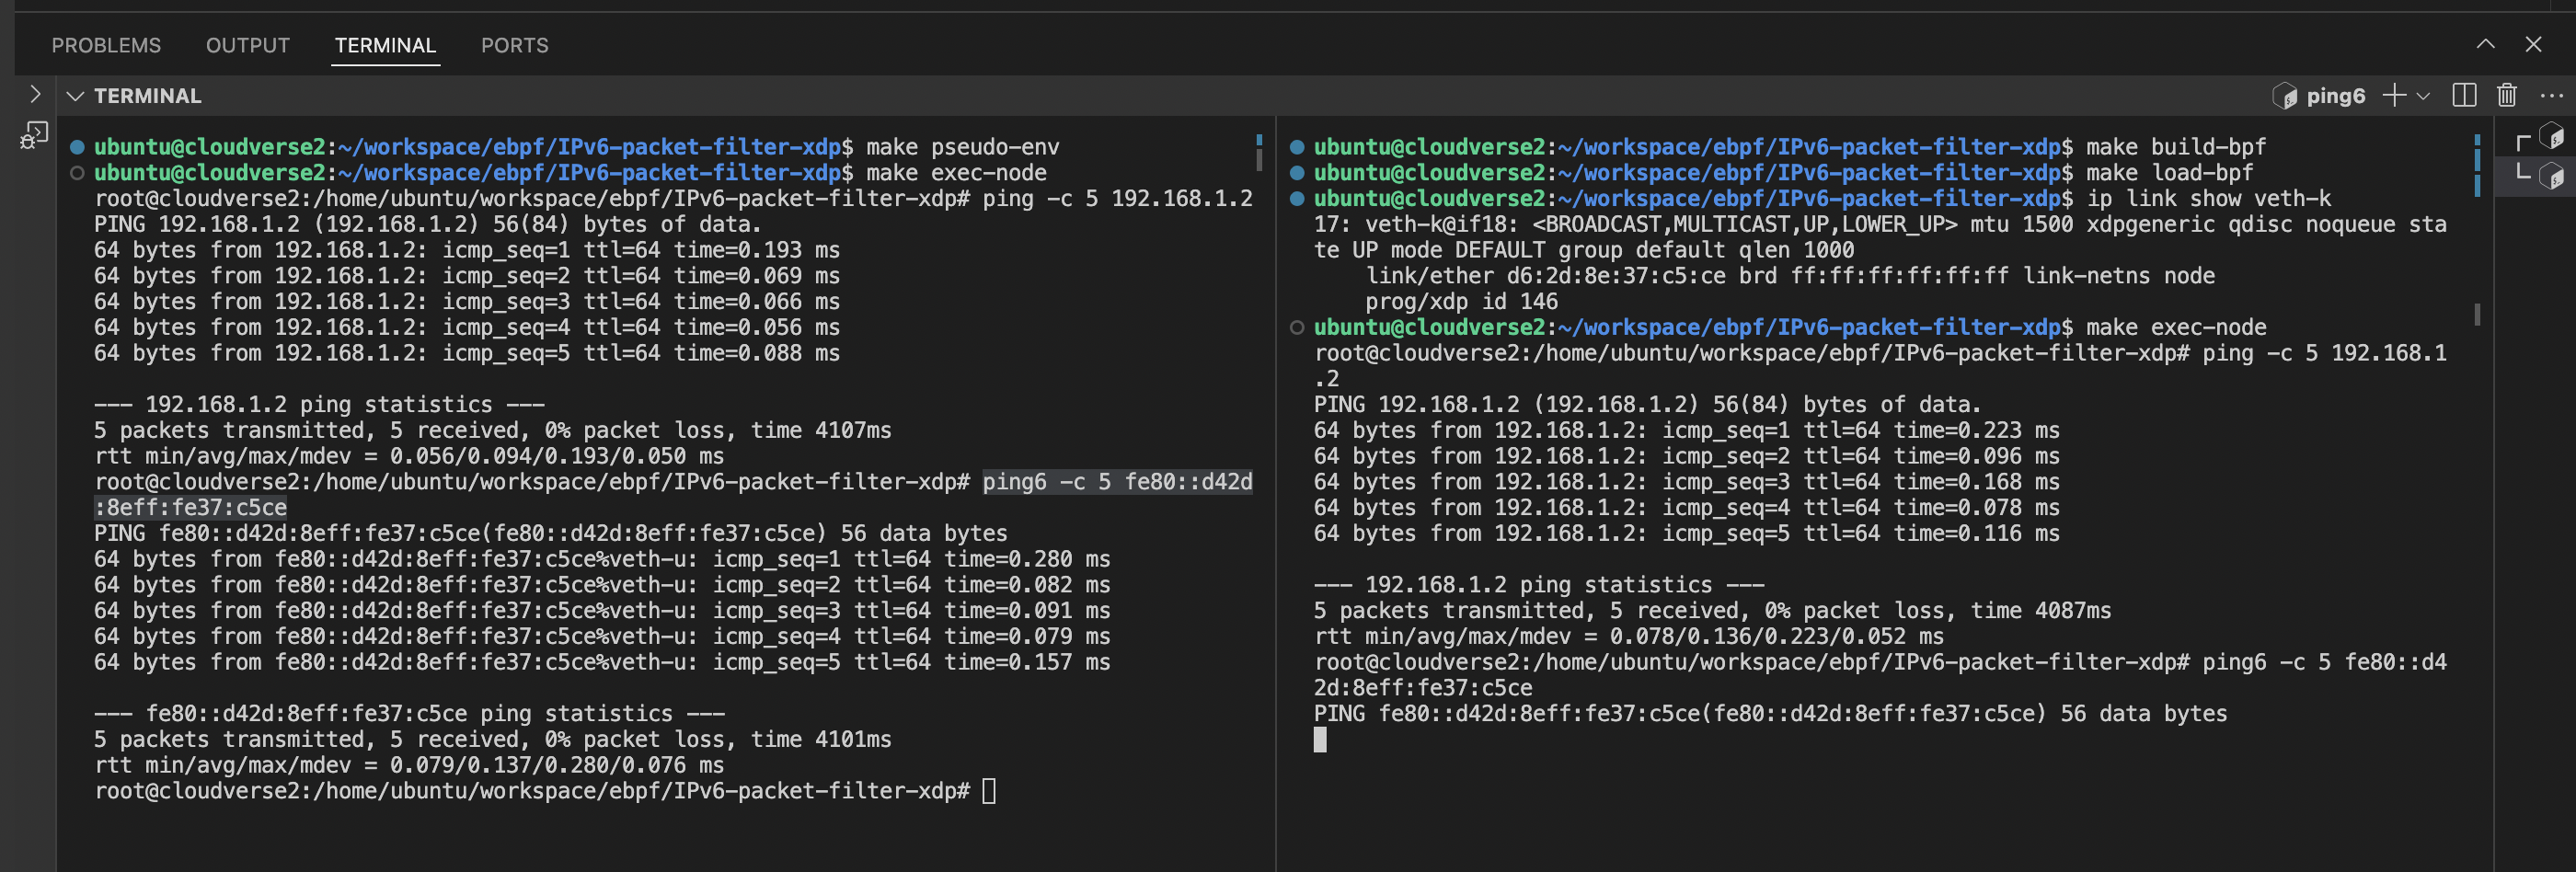 PROBLEMS OUTPUT TERMINAL PORTS
TERMINAL
ping6
ubuntu@cloudverse2:~/workspace/ebpf/IPv6-packet-filter-xdp$ make pseudo-env
ubuntu@cloudverse2:~/workspace/ebpf/IPv6-packet-filter-xdp$ make exec-node
root@cloudverse2:/home/ubuntu/workspace/ebpf/IPv6-packet-filter-xdp# ping -c 5 192.168.1.2
PING 192.168.1.2 (192.168.1.2) 56(84) bytes of data.
64 bytes from 192.168.1.2: icmp_seq=1 ttl=64 time=0.193 ms
64 bytes from 192.168.1.2: icmp_seq=2 ttl=64 time=0.069 ms
64 bytes from 192.168.1.2: icmp_seq=3 ttl=64 time=0.066 ms
64 bytes from 192.168.1.2: icmp_seq=4 ttl=64 time=0.056 ms
64 bytes from 192.168.1.2: icmp_seq=5 ttl=64 time=0.088 ms
--- 192.168.1.2 ping statistics ---
5 packets transmitted, 5 received, 0% packet loss, time 4107ms
rtt min/avg/max/mdev = 0.056/0.094/0.193/0.050 ms
root@cloudverse2:/home/ubuntu/workspace/ebpf/IPv6-packet-filter-xdp# ping6 -c 5 fe80::d42d
:8eff:fe37:c5ce
PING fe80::d42d:8eff:fe37:c5ce(fe80::d42d:8eff:fe37:c5ce) 56 data bytes
64 bytes from fe80::d42d:8eff:fe37:c5ce%veth-u: icmp_seq=1 ttl=64 time=0.280 ms
64 bytes from fe80::d42d:8eff:fe37:c5ce%veth-u: icmp_seq=2 ttl=64 time=0.082 ms
64 bytes from fe80::d42d:8eff:fe37:c5ce%veth-u: icmp_seq=3 ttl=64 time=0.091 ms
64 bytes from fe80::d42d:8eff:fe37:c5ce%veth-u: icmp_seq=4 ttl=64 time=0.079 ms
64 bytes from fe80::d42d:8eff:fe37:c5ce%veth-u: icmp_seq=5 ttl=64 time=0.157 ms
--- fe80::d42d:8eff:fe37:c5ce ping statistics ---
5 packets transmitted, 5 received, 0% packet loss, time 4101ms
rtt min/avg/max/mdev = 0.079/0.137/0.280/0.076 ms
root@cloudverse2:/home/ubuntu/workspace/ebpf/IPv6-packet-filter-xdp#
ubuntu@cloudverse2:~/workspace/ebpf/IPv6-packet-filter-xdp$ make build-bpf
ubuntu@cloudverse2:~/workspace/ebpf/IPv6-packet-filter-xdp$ make load-bpf
ubuntu@cloudverse2:~/workspace/ebpf/IPv6-packet-filter-xdp$ ip link show veth-k
17: veth-k@if18: <BROADCAST,MULTICAST,UP,LOWER_UP> mtu 1500 xdpgeneric qdisc noqueue sta
te UP mode DEFAULT group default qlen 1000
link/ether d6:2d:8e:37:c5:ce brd ff:ff:ff:ff:ff:ff link-netns node
prog/xdp id 146
ubuntu@cloudverse2:~/workspace/ebpf/IPv6-packet-filter-xdp$ make exec-node
root@cloudverse2:/home/ubuntu/workspace/ebpf/IPv6-packet-filter-xdp# ping -c 5 192.168.1
.2
PING 192.168.1.2 (192.168.1.2) 56(84) bytes of data.
64 bytes from 192.168.1.2: icmp_seq=1 ttl=64 time=0.223 ms
64 bytes from 192.168.1.2: icmp_seq=2 ttl=64 time=0.096 ms
64 bytes from 192.168.1.2: icmp_seq=3 ttl=64 time=0.168 ms
64 bytes from 192.168.1.2: icmp_seq=4 ttl=64 time=0.078 ms
64 bytes from 192.168.1.2: icmp_seq=5 ttl=64 time=0.116 ms
--- 192.168.1.2 ping statistics ---
5 packets transmitted, 5 received, 0% packet loss, time 4087ms
rtt min/avg/max/mdev = 0.078/0.136/0.223/0.052 ms
root@cloudverse2:/home/ubuntu/workspace/ebpf/IPv6-packet-filter-xdp# ping6 -c 5 fe80::d4
2d:8eff:fe37:c5ce
PING fe80::d42d:8eff:fe37:c5ce(fe80::d42d:8eff:fe37:c5ce) 56 data bytes